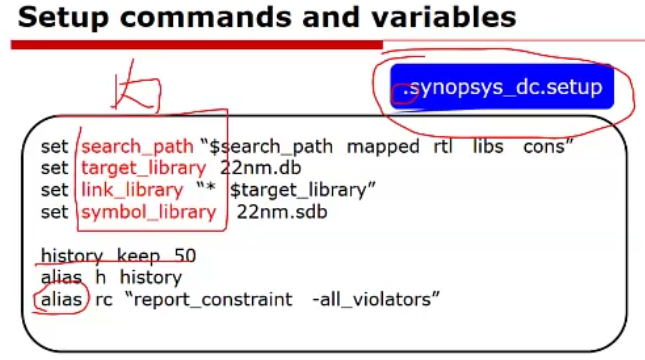 Setup commands and variables
.synopsys_dc.setup
set search_path “$search_path mapped rtl libs cons”
set target_library 22nm.db
set link_library “* $target_library”
set symbol_library 22nm.sdb
history keep 50
alias h history
alias rc “report_constraint -all_violators”